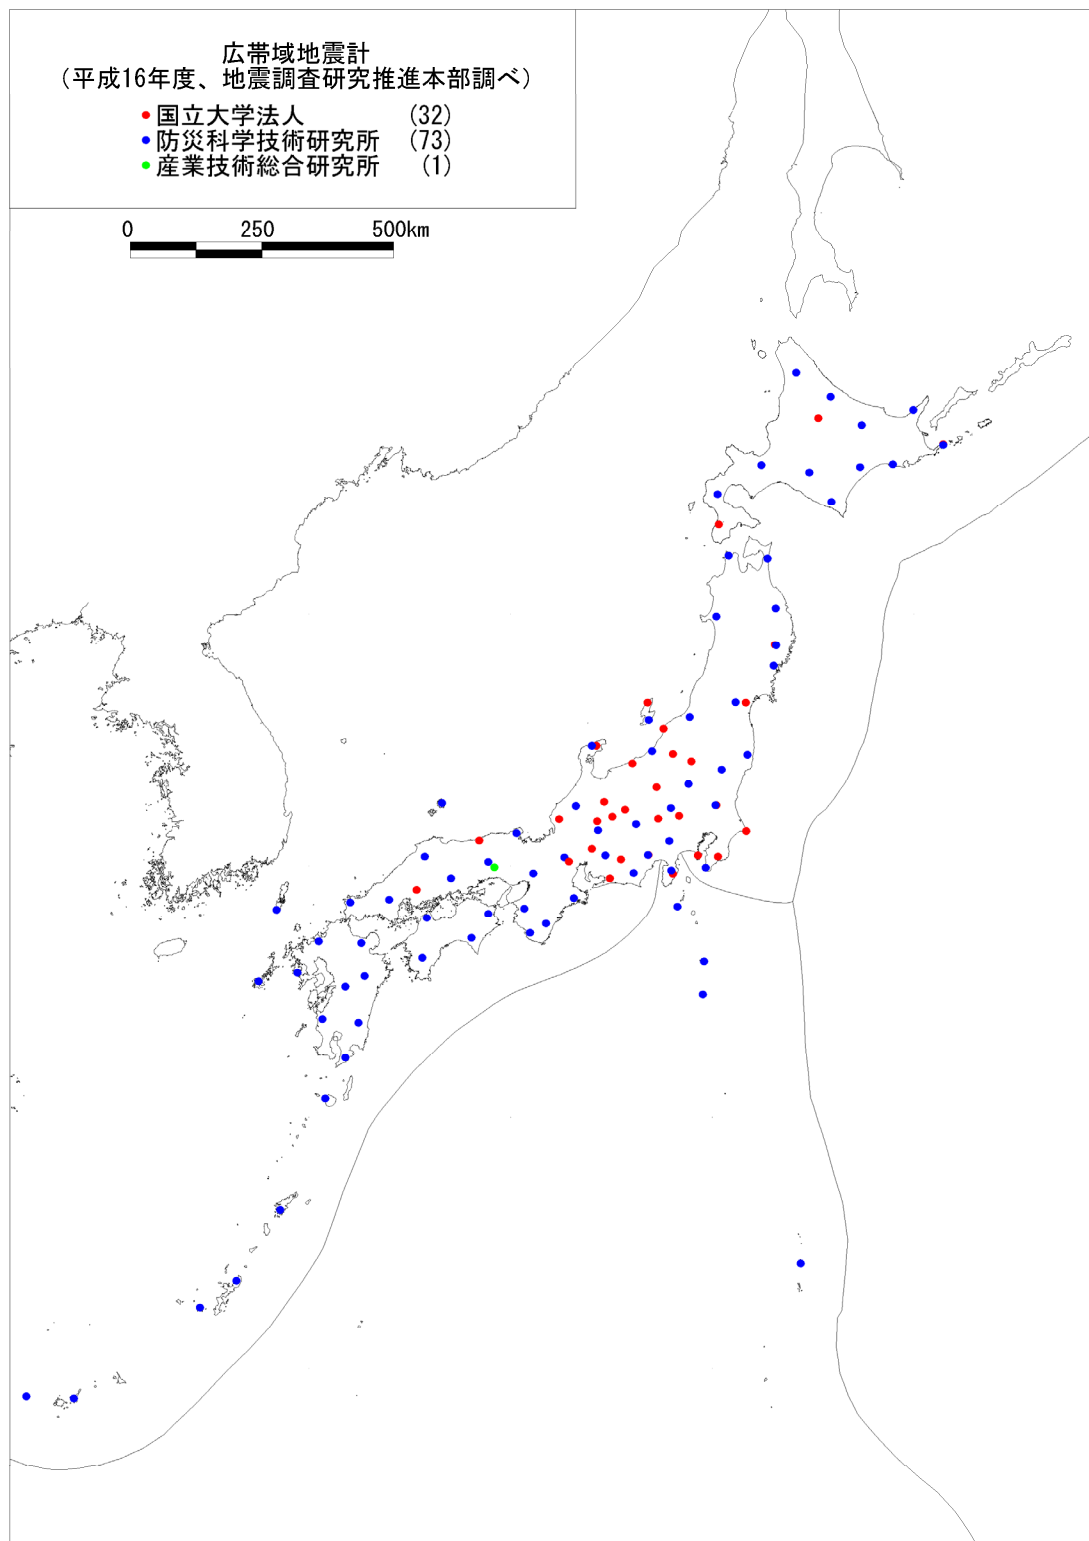 広帯域地震計
（平成16年度、地震調査研究推進本部調べ）
国立大学法人 (32)
防災科学技術研究所 (73)
産業技術総合研究所 (1)
0 250 500km